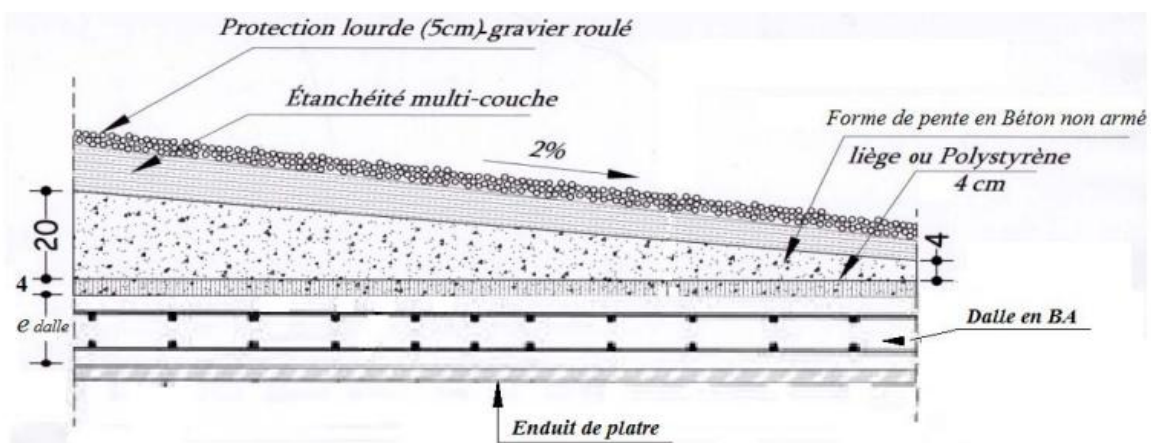 Protection lourde (5cm)-gravier roulé
Étanchéité multi-couche
2%
Forme de pente en Béton non armé
liège ou Polystyrène
4 cm
20
4
4
e dalle
Dalle en BA
Enduit de platre